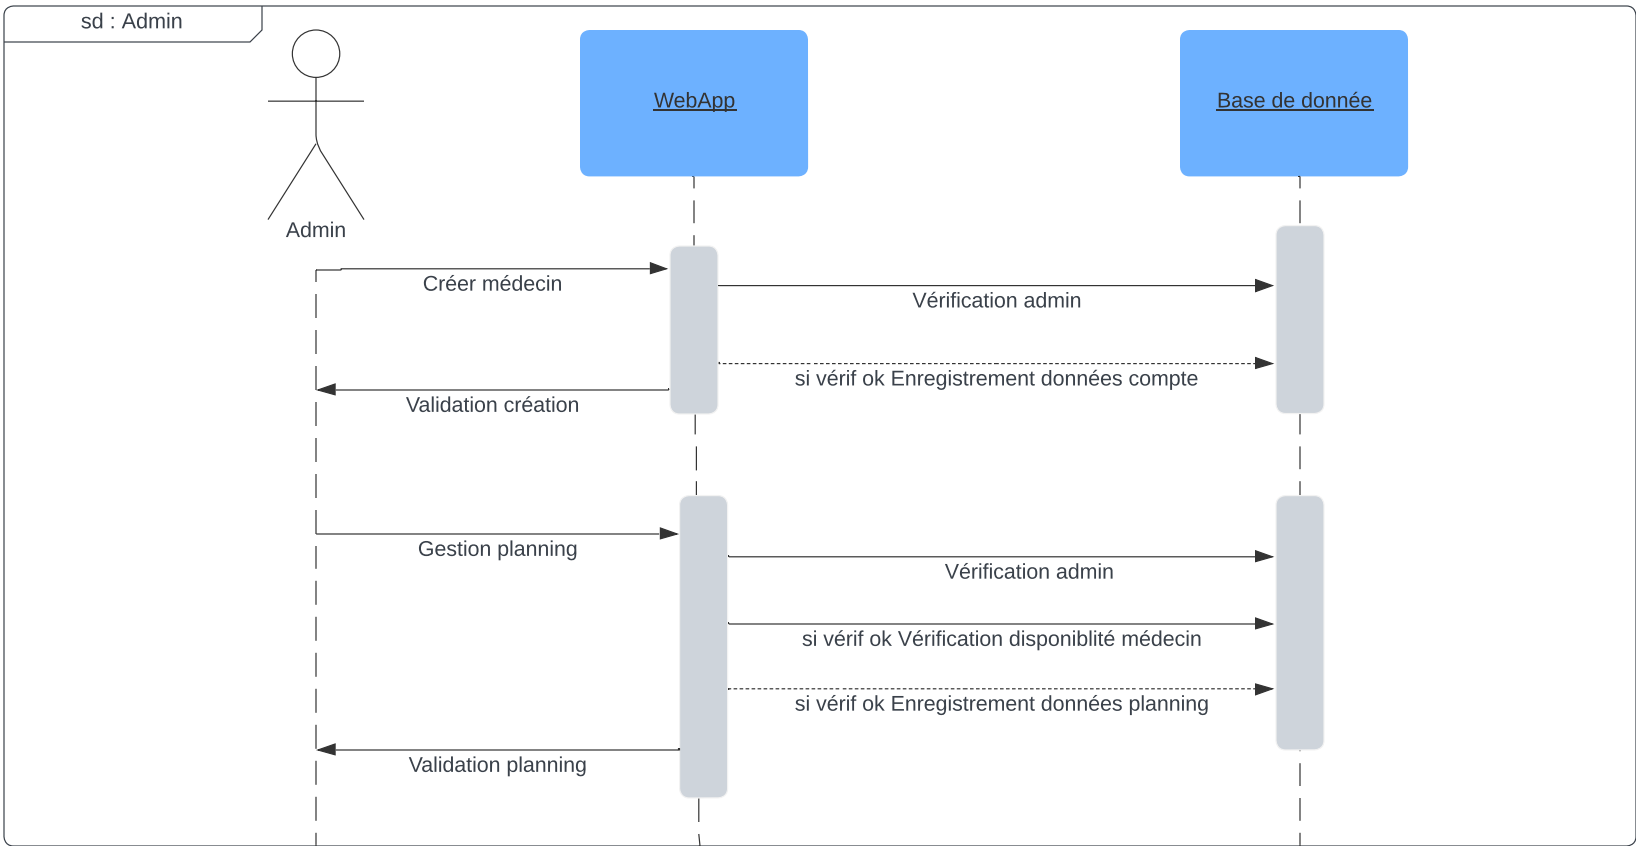 sd : Admin
WebApp
Base de donnée
Admin
Créer médecin
Vérification admin
si vérif ok Enregistrement données compte
Validation création
Gestion planning
Vérification admin
si vérif ok Vérification disponiblité médecin
si vérif ok Enregistrement données planning
Validation planning